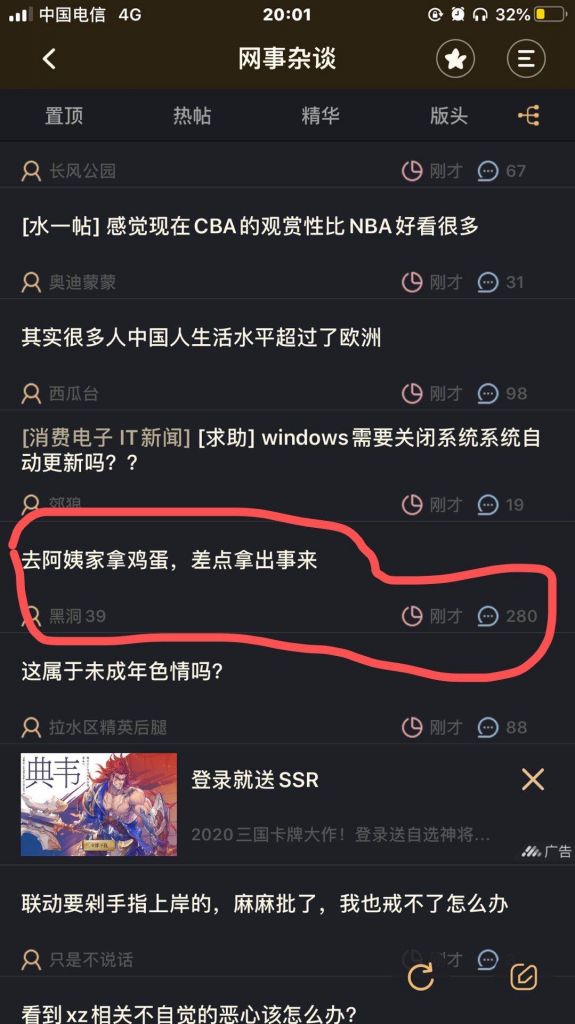 中国电信 4G 20:01 32%
网事杂谈
置顶 热帖 精华 版头
长风公园 刚才 67
[水一帖] 感觉现在CBA的观赏性比NBA好看很多
奥迪蒙蒙 刚才 31
其实很多人中国人生活水平超过了欧洲
西瓜台 刚才 98
[消费电子 IT新闻] [求助] windows需要关闭系统系统自
动更新吗？？
郊狼 刚才 19
去阿姨家拿鸡蛋，差点拿出事来
黑洞39 刚才 280
这属于未成年色情吗？
拉水区精英后腿 刚才 88
典韦
登录就送SSR
2020三国卡牌大作！登录送自选神将...
广告
联动要剁手指上岸的，麻麻批了，我也戒不了怎么办
只是不说话
看到xz相关不自觉的恶心该怎么办？